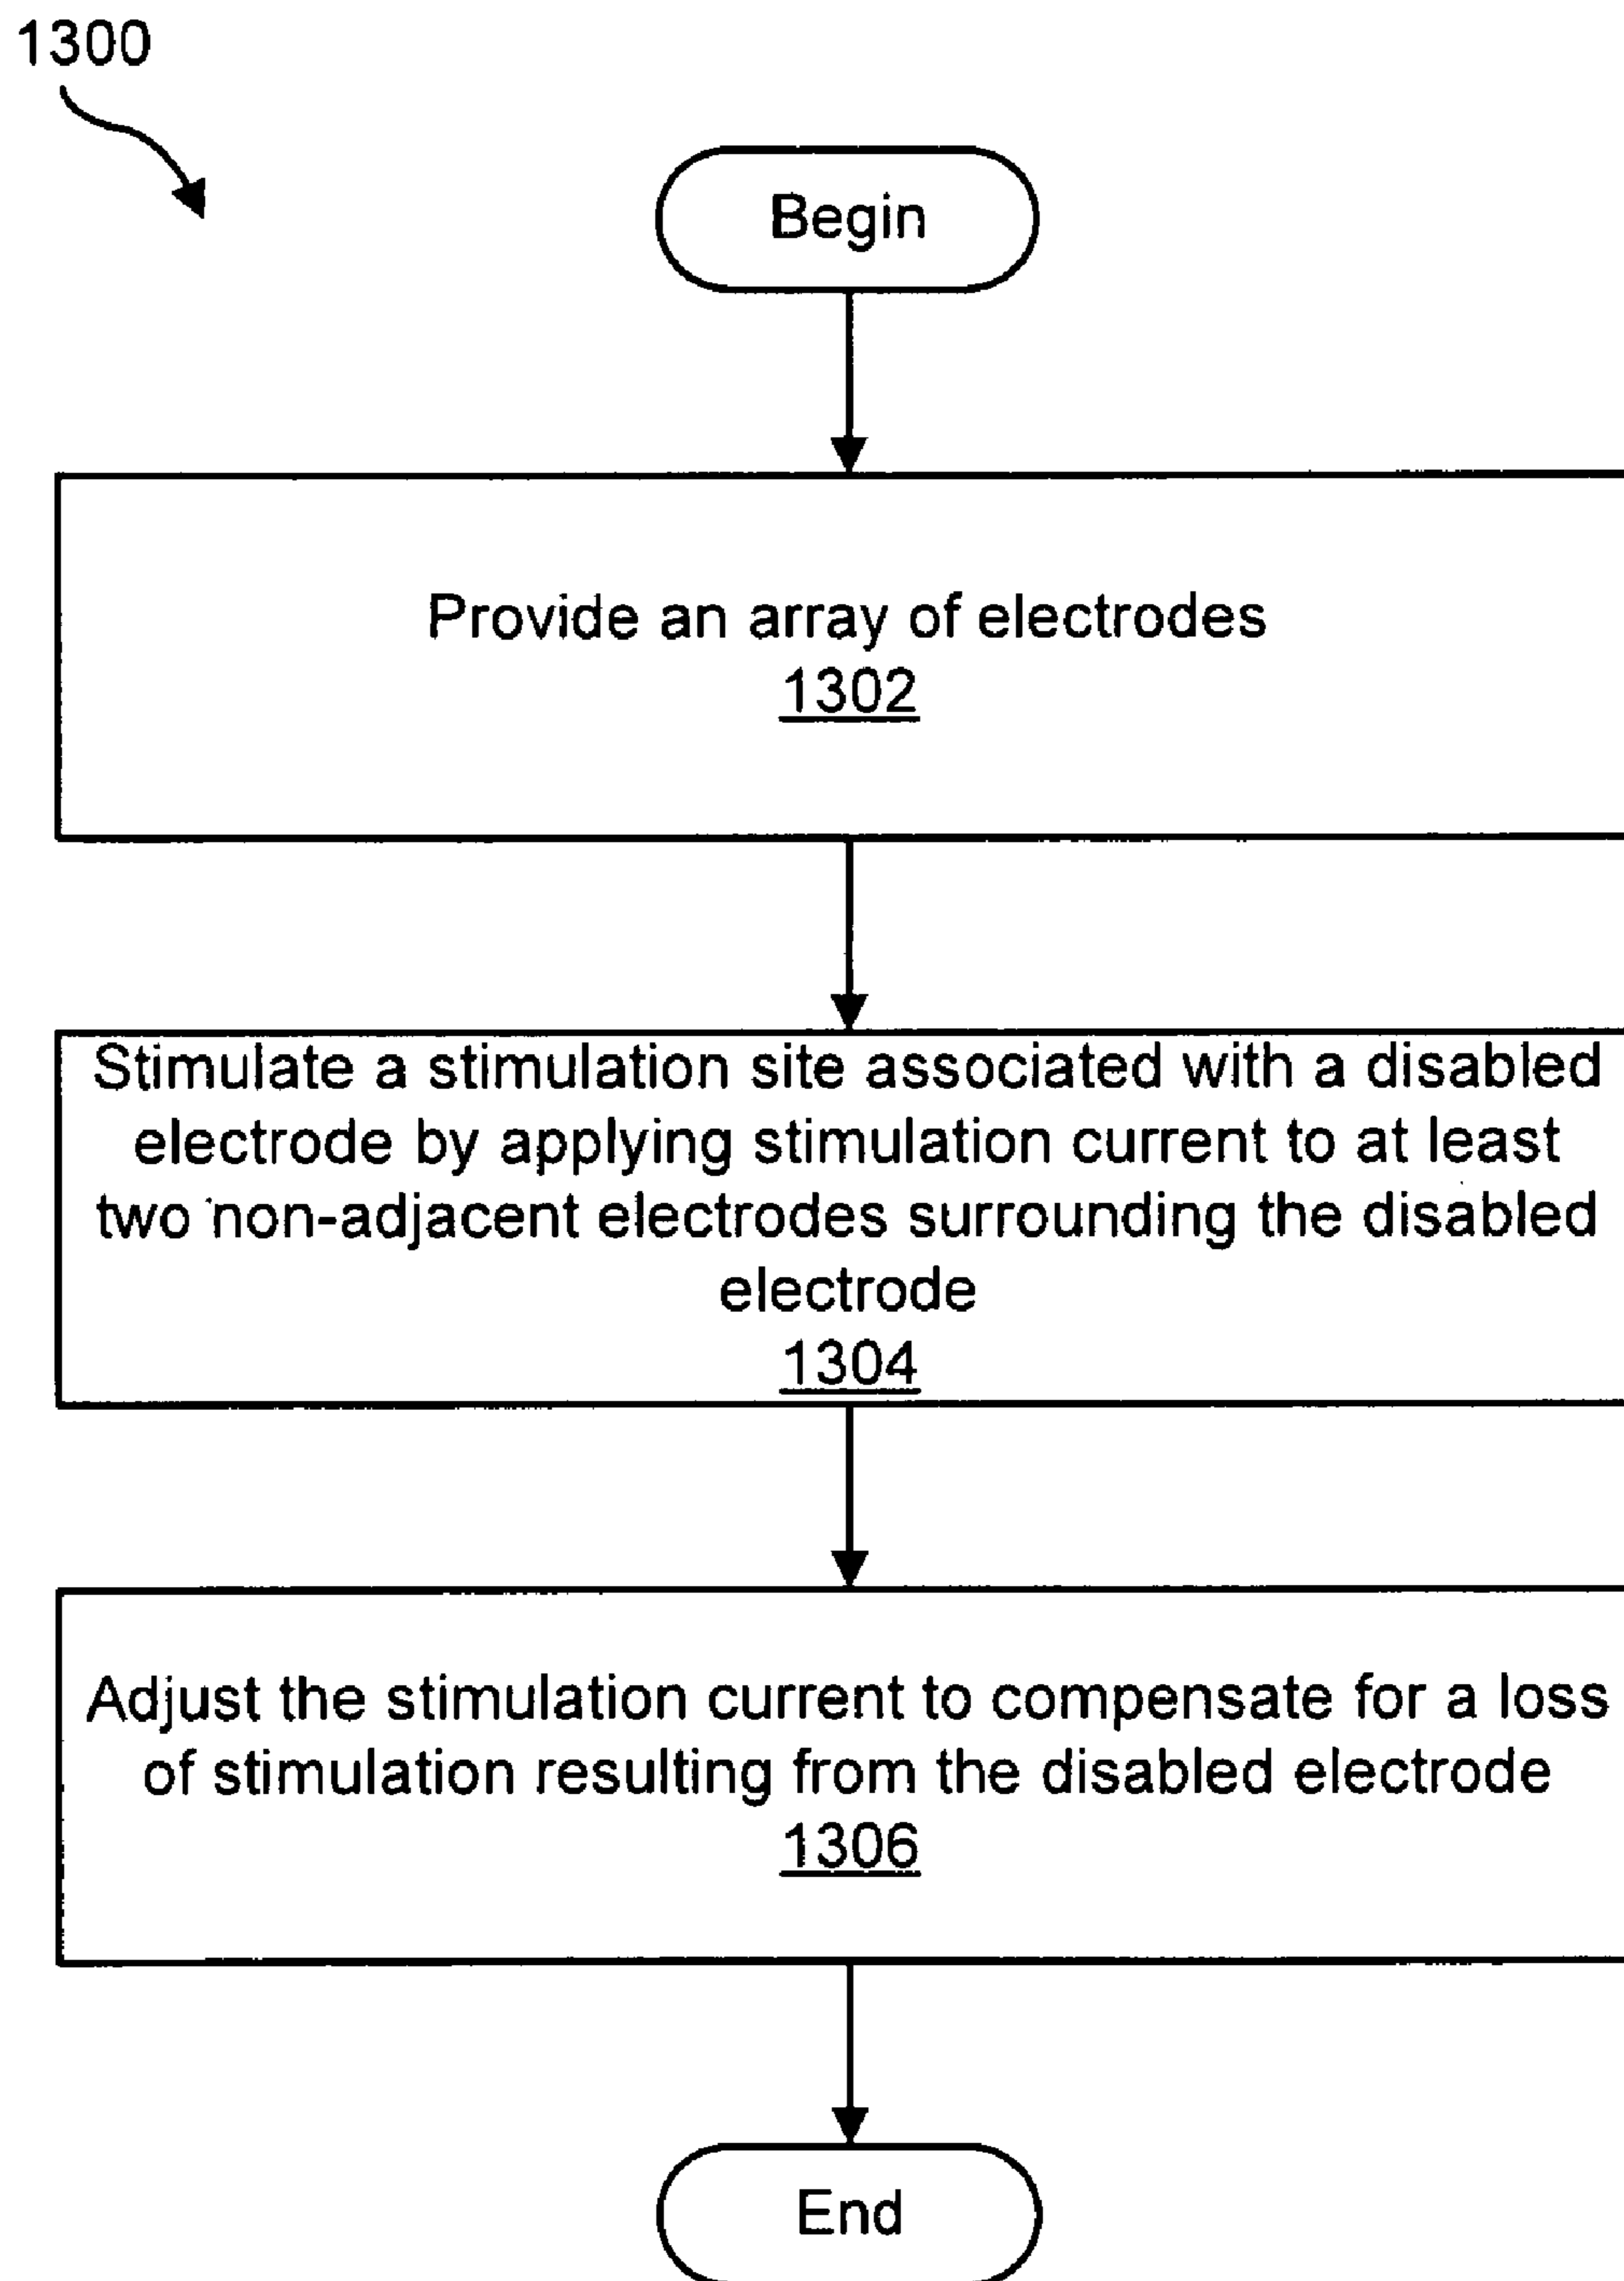 1300
Begin
Provide an array of electrodes
1302
Stimulate a stimulation site associated with a disabled
electrode by applying stimulation current to at least
two non-adjacent electrodes surrounding the disabled
electrode
1304
Adjust the stimulation current to compensate for a loss
of stimulation resulting from the disabled electrode
1306
End